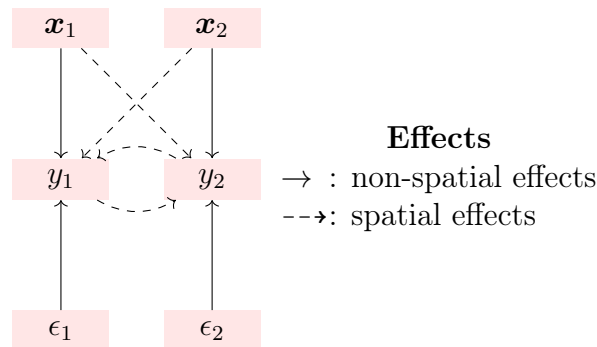 x₁ x₂
Effects
y₁ y₂ → : non-spatial effects
⇢: spatial effects
ϵ₁ ϵ₂